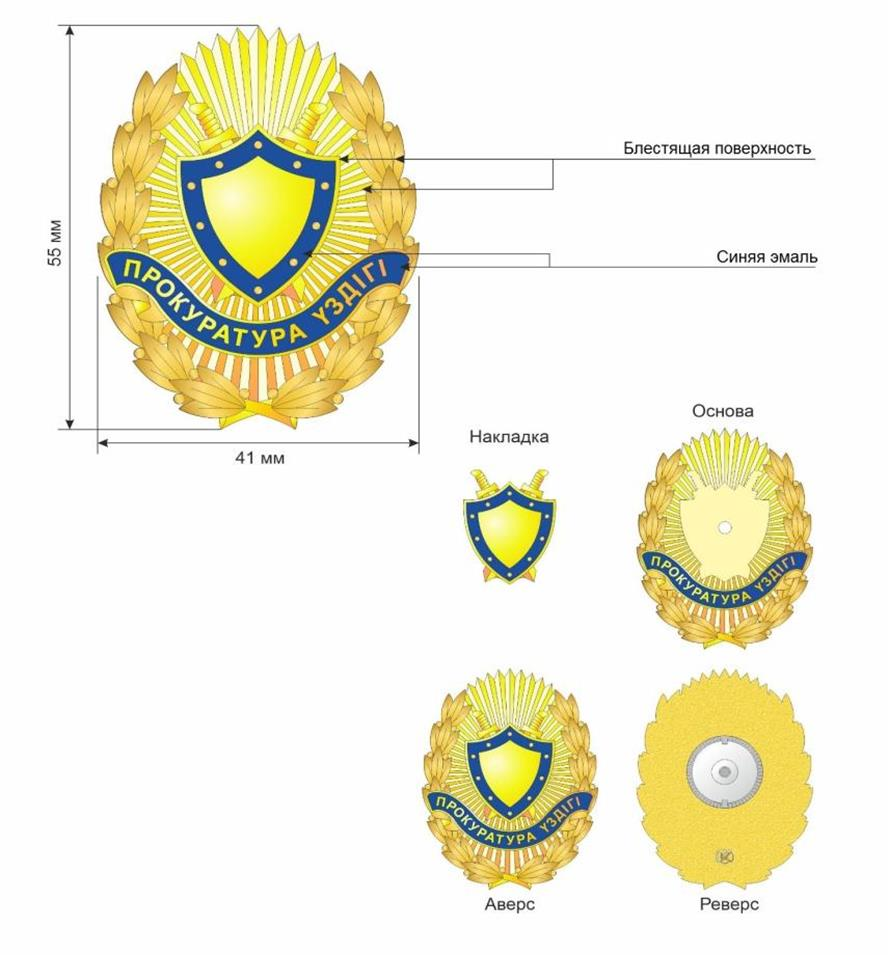 Блестящая поверхность
55 мм
Синяя эмаль
ПРОКУРАТУРА ҮЗДІГІ
41 мм
Основа
Накладка
ПРОКУРАТУРА ҮЗДІГІ
ПРОКУРАТУРА ҮЗДІГІ
Аверс
Реверс